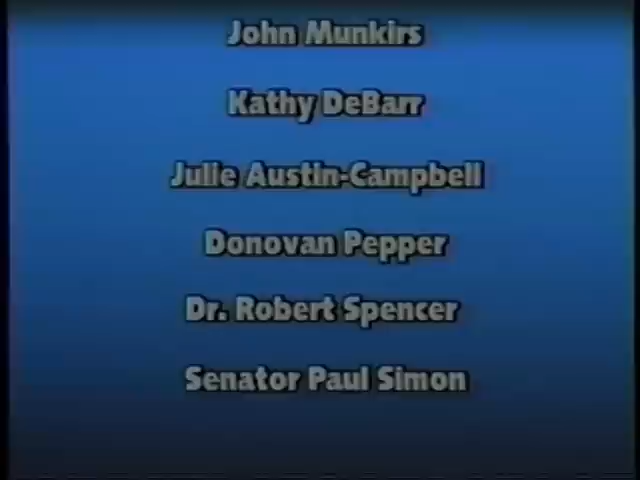 John Munkirs
Kathy DeBarr
Julie Austin-Campbell
Donovan Pepper
Dr. Robert Spencer
Senator Paul Simon